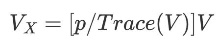 V_X = [p/Trace(V)]V